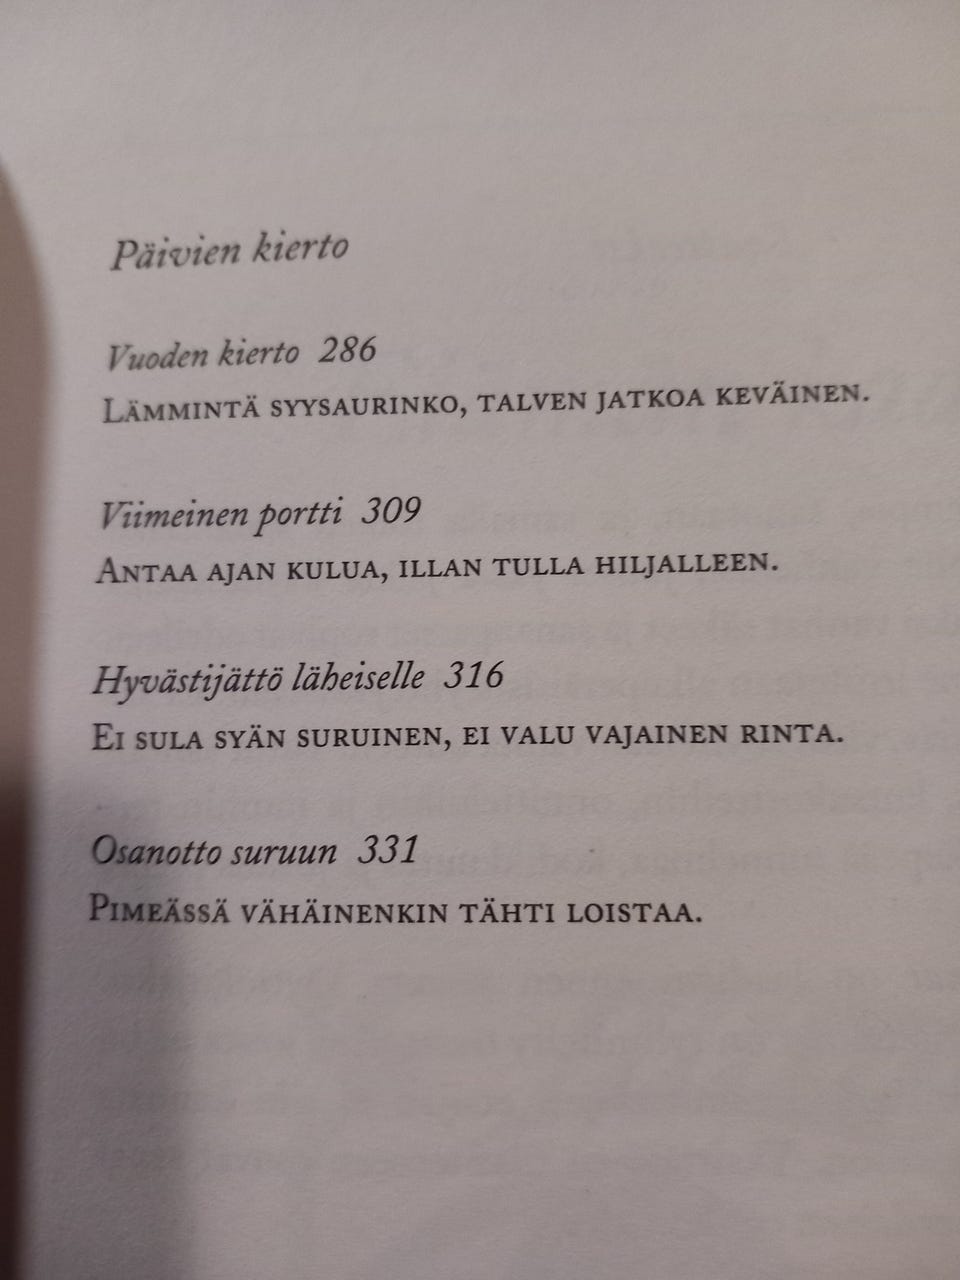 Päivien kierto
Vuoden kierto 286
Lämmintä syysaurinko, talven jatkoa keväinen.
Viimeinen portti 309
Antaa ajan kulua, illan tulla hiljalleen.
Hyvästijättö läheiselle 316
Ei sula syän suruinen, ei valu vajainen rinta.
Osanotto suruun 331
Pimeässä vähäinenkin tähti loistaa.